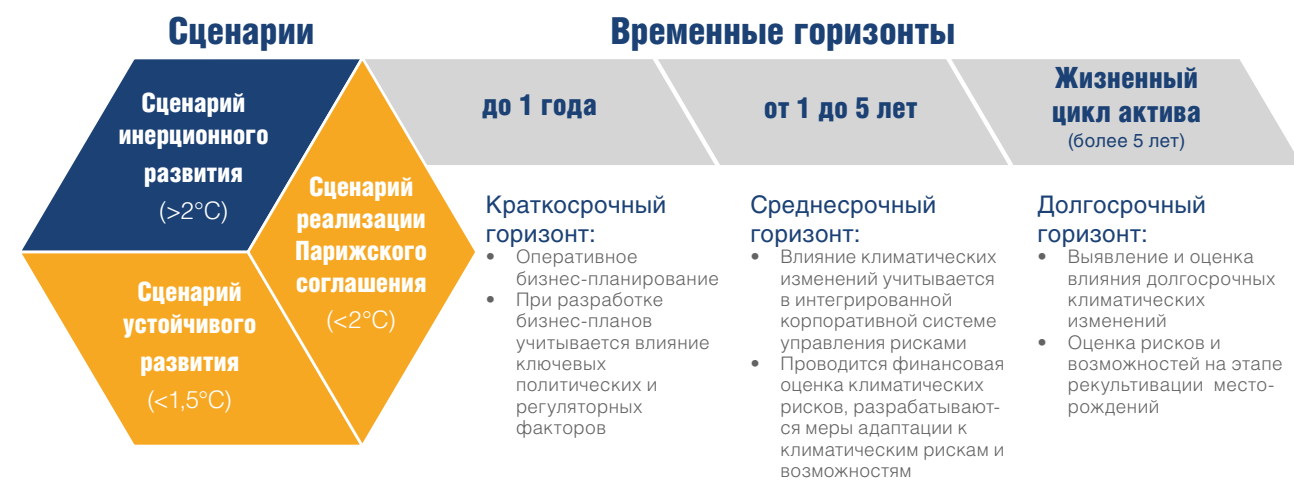 Сценарии
Временные горизонты
Сценарий
инерционного
развития
(>2°C)
Сценарий
реализации
Парижского
соглашения
(<2°C)
Сценарий
устойчивого
развития
(<1,5°C)
до 1 года
от 1 до 5 лет
Жизненный
цикл актива
(более 5 лет)
Краткосрочный
горизонт:
• Оперативное
бизнес-планирование
• При разработке
бизнес-планов
учитывается влияние
ключевых
политических и
регуляторных
факторов
Среднесрочный
горизонт:
• Влияние климатических
изменений учитывается
в интегрированной
корпоративной системе
управления рисками
• Проводится финансовая
оценка климатических
рисков, разрабатывают-
ся меры адаптации к
климатическим рискам и
возможностям
Долгосрочный
горизонт:
• Выявление и оценка
влияния долгосрочных
климатических
изменений
• Оценка рисков и
возможностей на этапе
рекультивации место-
рождений